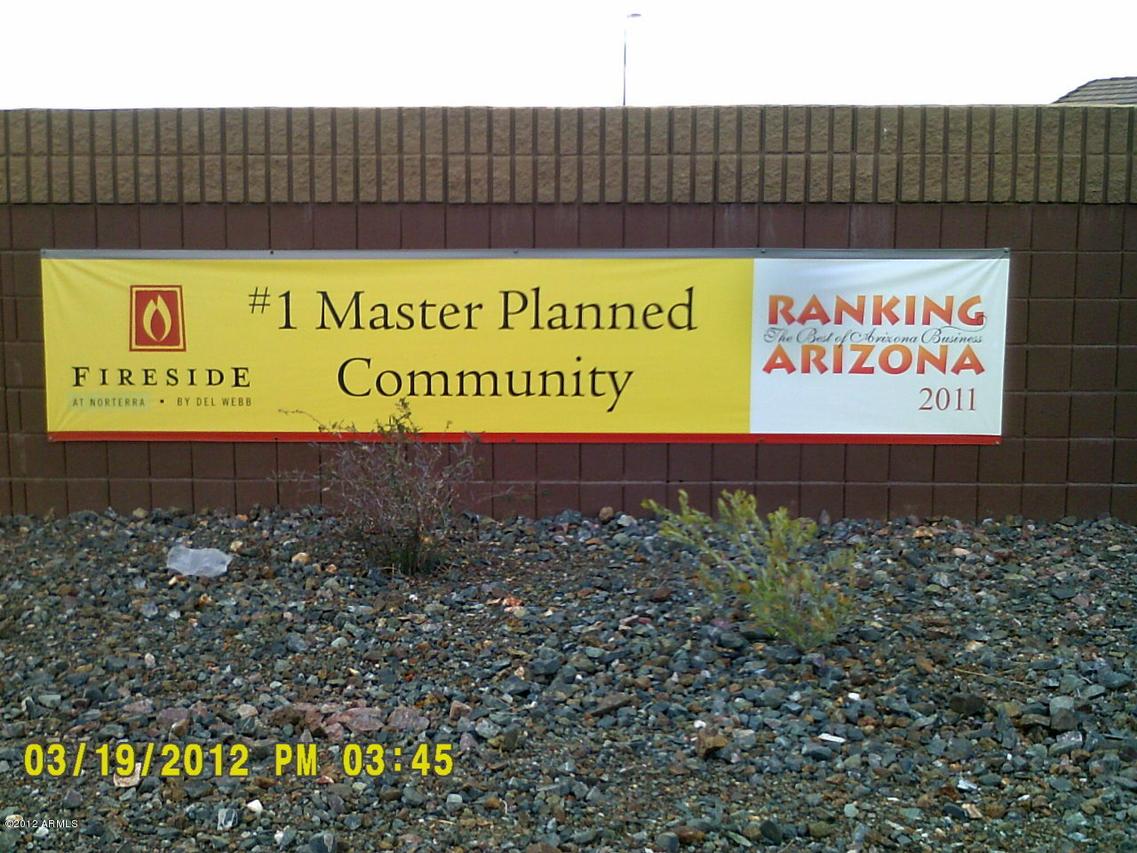 #1 Master Planned
Community
FIRESIDE
AT NORTERRA • BY DEL WEBB
RANKING
The Best of Arizona Business
ARIZONA
2011
03/19/2012 PM 03:45
©2012 ARMLS